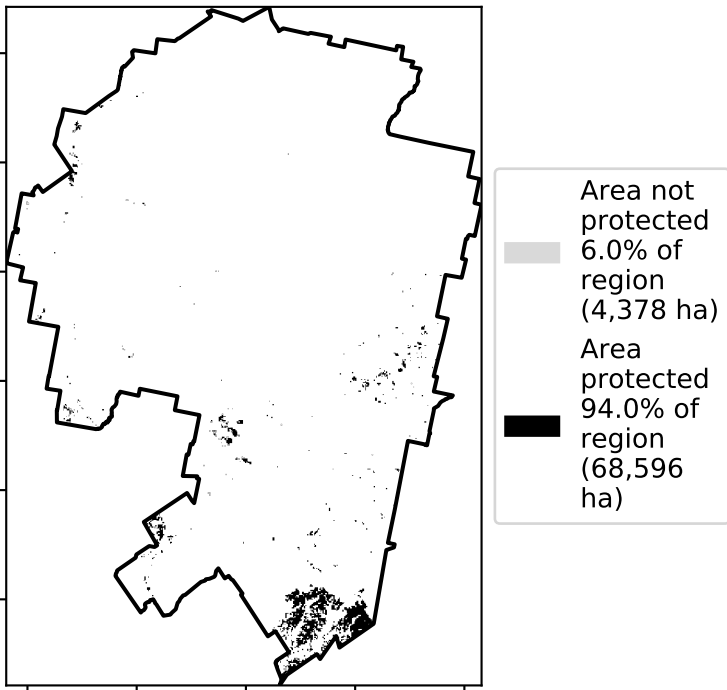 Area not
protected
6.0% of
region
(4,378 ha)
Area
protected
94.0% of
region
(68,596
ha)